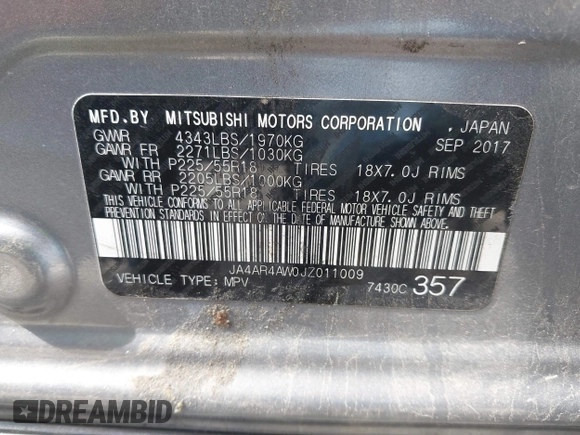 MFD.BY MITSUBISHI MOTORS CORPORATION , JAPAN
GVWR 4343LBS/1970KG SEP 2017
GAWR FR 2271LBS/1030KG
WITH P225/55R18 TIRES 18X7.0J RIMS
GAWR RR 2205LBS/1000KG
WITH P225/55R18 TIRES 18X7.0J RIMS
THIS VEHICLE CONFORMS TO ALL APPLICABLE FEDERAL MOTOR VEHICLE SAFETY AND THEFT
PREVENTION STANDARDS IN EFFECT ON THE DATE OF MANUFACTURE SHOWN ABOVE.
JA4AR4AW0JZ011009
VEHICLE TYPE: MPV 7430C 357
DREAMBID